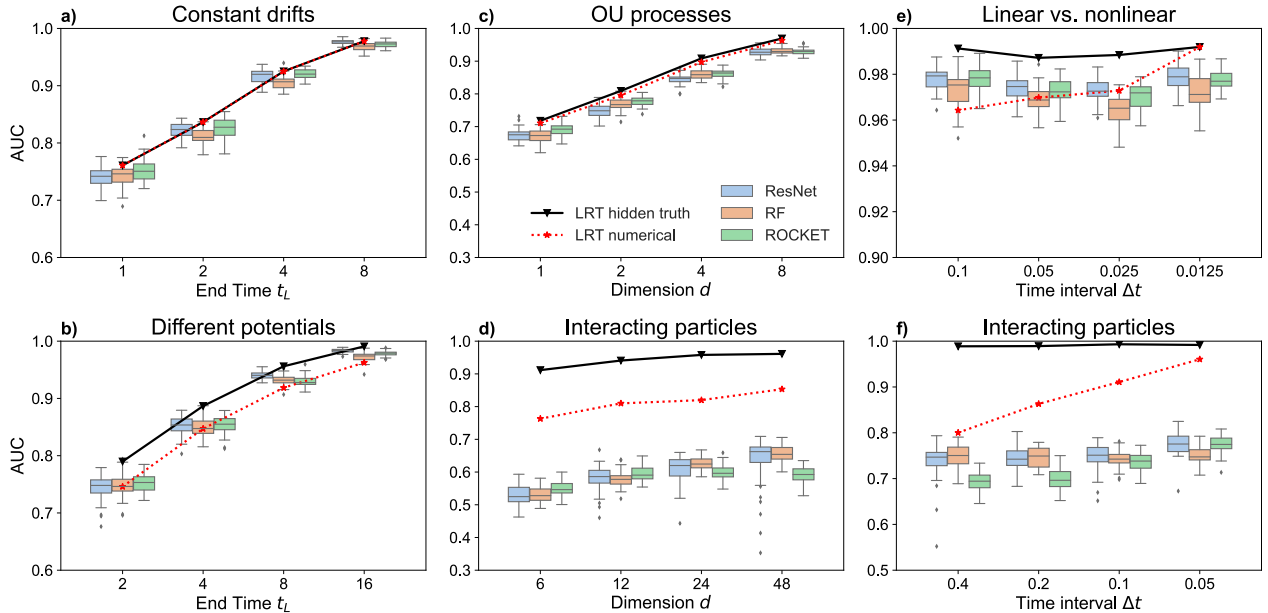 a)
Constant drifts
AUC
1.0
0.9
0.8
0.7
0.6
1
2
4
8
End Time t_L
c)
OU processes
1.0
0.9
0.8
0.7
0.6
0.5
0.4
0.3
LRT hidden truth
LRT numerical
ResNet
RF
ROCKET
1
2
4
8
Dimension d
e)
Linear vs. nonlinear
1.00
0.98
0.96
0.94
0.92
0.90
0.1
0.05
0.025
0.0125
Time interval Δt
b)
Different potentials
AUC
1.0
0.9
0.8
0.7
0.6
2
4
8
16
End Time t_L
d)
Interacting particles
1.0
0.9
0.8
0.7
0.6
0.5
0.4
0.3
6
12
24
48
Dimension d
f)
Interacting particles
1.0
0.9
0.8
0.7
0.6
0.5
0.4
0.2
0.1
0.05
Time interval Δt